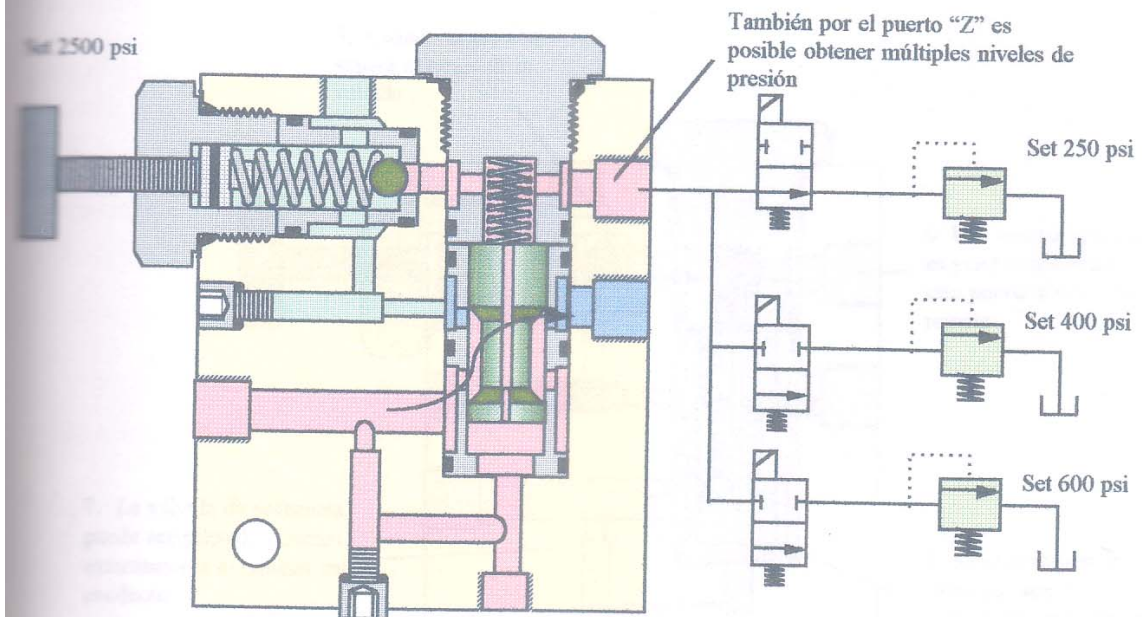 Set 2500 psi
También por el puerto “Z” es
posible obtener múltiples niveles de
presión
Set 250 psi
Set 400 psi
Set 600 psi